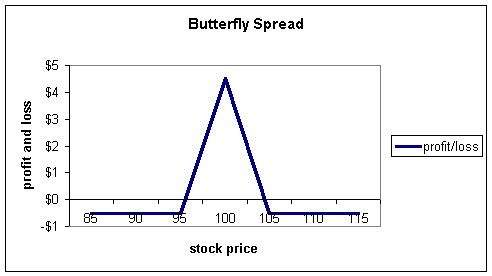 Butterfly Spread
$5
$4
$3
$2
$1
$0
-$1
85 90 95 100 105 110 115
profit and loss
stock price
profit/loss